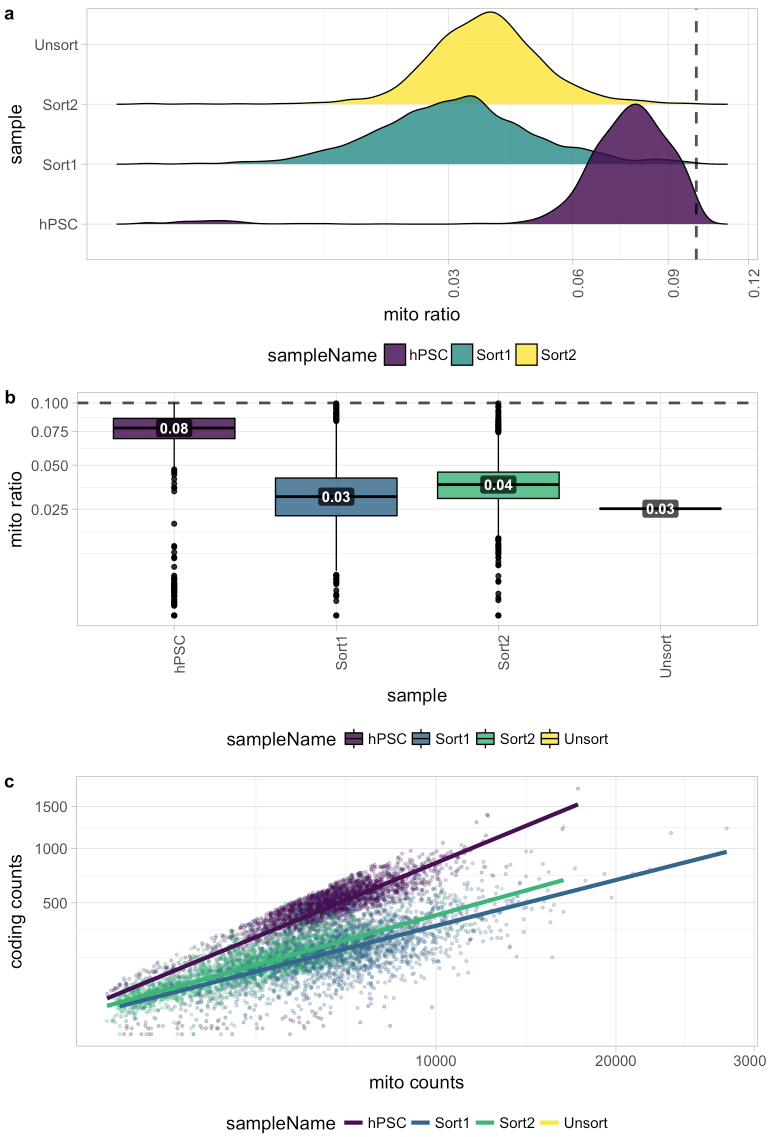 a
Unsort
Sort2
Sort1
hPSC
sample
0.03
0.06
0.09
0.12
mito ratio
sampleName hPSC Sort1 Sort2
b
0.100
0.075
0.050
0.025
mito ratio
0.08
0.03
0.04
0.03
hPSC
Sort1
Sort2
Unsort
sample
sampleName hPSC Sort1 Sort2 Unsort
c
1500
1000
500
coding counts
10000
20000
3000
mito counts
sampleName hPSC Sort1 Sort2 Unsort